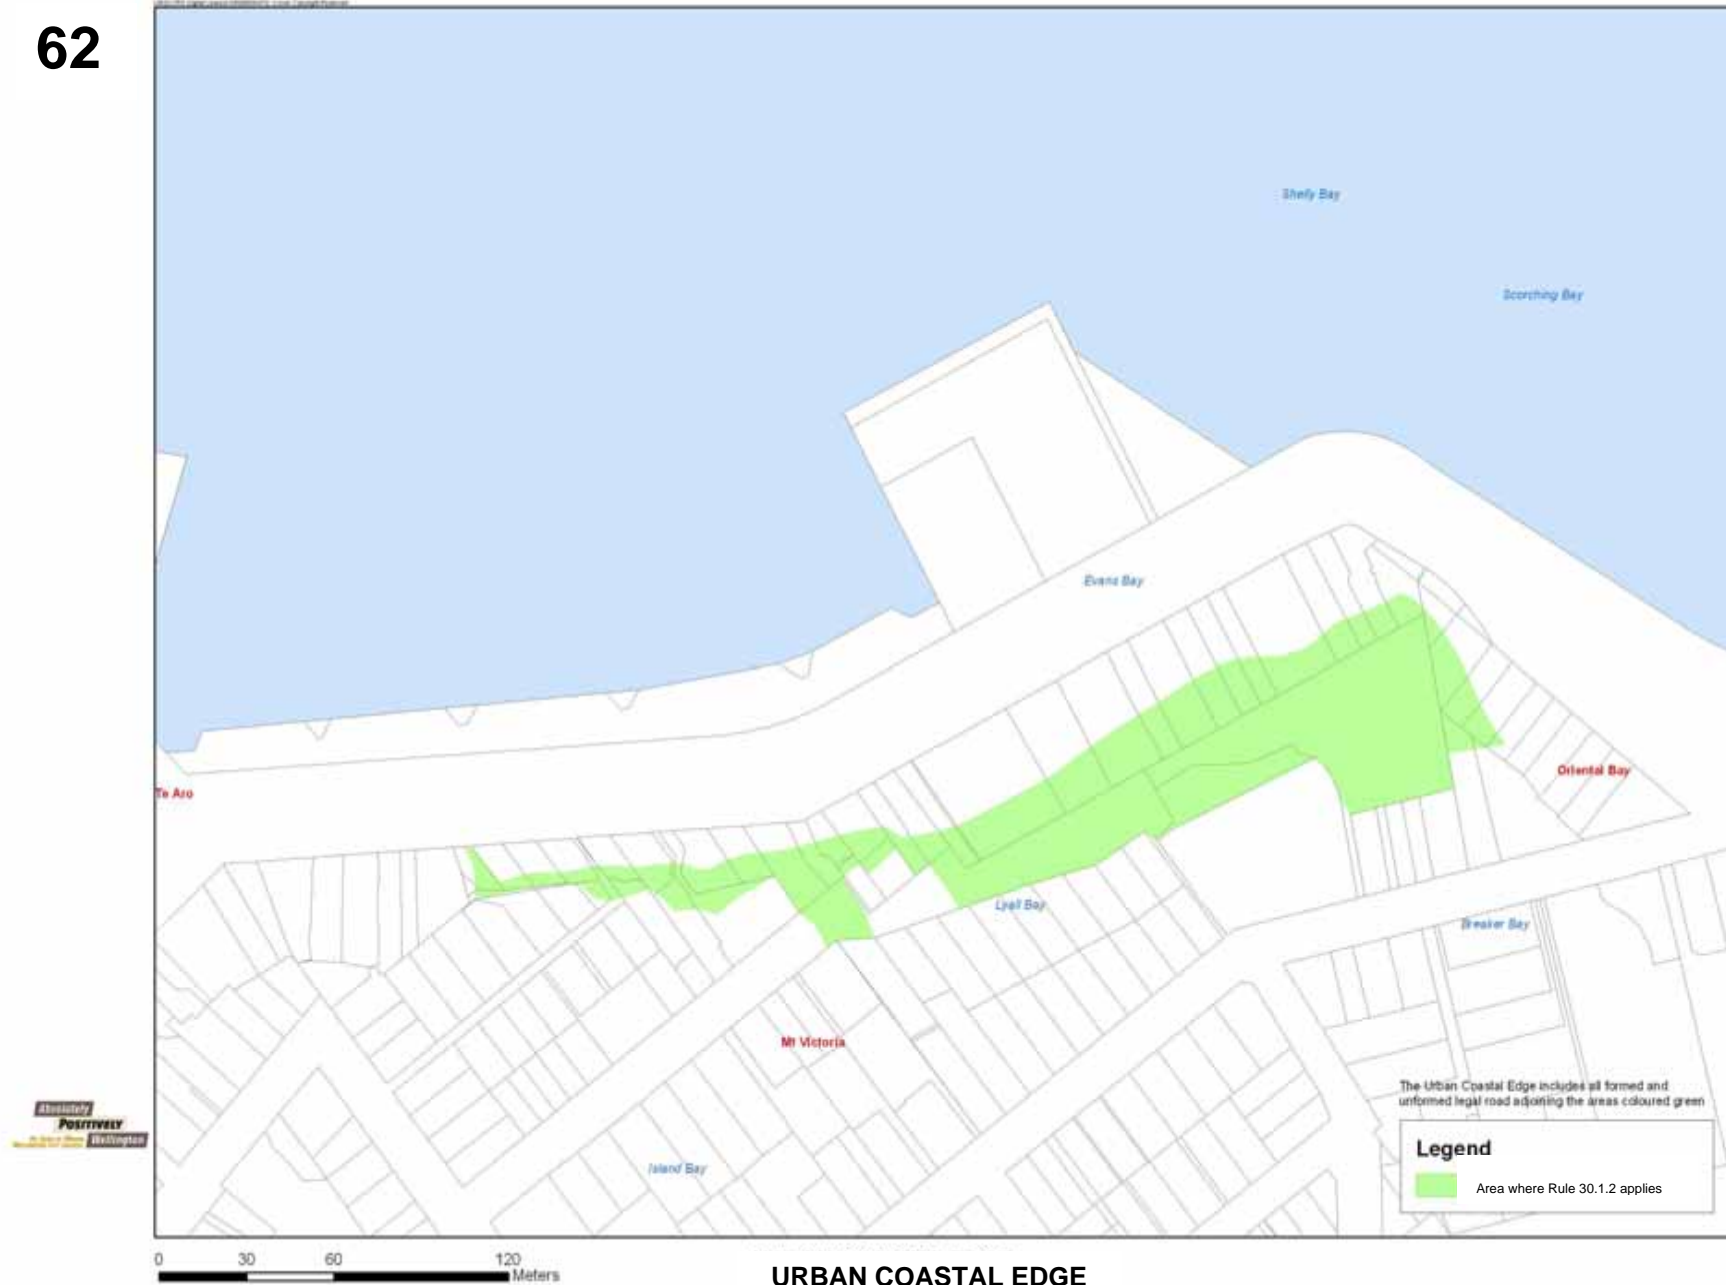 62
Shelly Bay
Scorching Bay
Evans Bay
Te Aro
Oriental Bay
Lyall Bay
Breaker Bay
Mt Victoria
Island Bay
The Urban Coastal Edge includes all formed and
unformed legal road adjoining the areas coloured green
Legend
Area where Rule 30.1.2 applies
Absolutely
POSITIVELY
Wellington
0 30 60 120
Meters
URBAN COASTAL EDGE